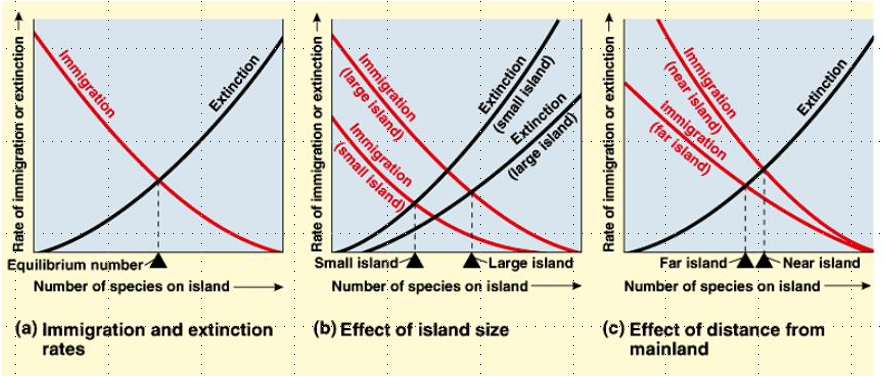 Rate of immigration or extinction
Immigration
Extinction
Equilibrium number
Number of species on island
(a) Immigration and extinction
rates
Rate of immigration or extinction
Immigration
(large island)
Immigration
(small island)
Extinction
(small island)
Extinction
(large island)
Small island
Large island
Number of species on island
(b) Effect of island size
Rate of immigration or extinction
Immigration
(near island)
Immigration
(far island)
Extinction
Far island
Near island
Number of species on island
(c) Effect of distance from
mainland